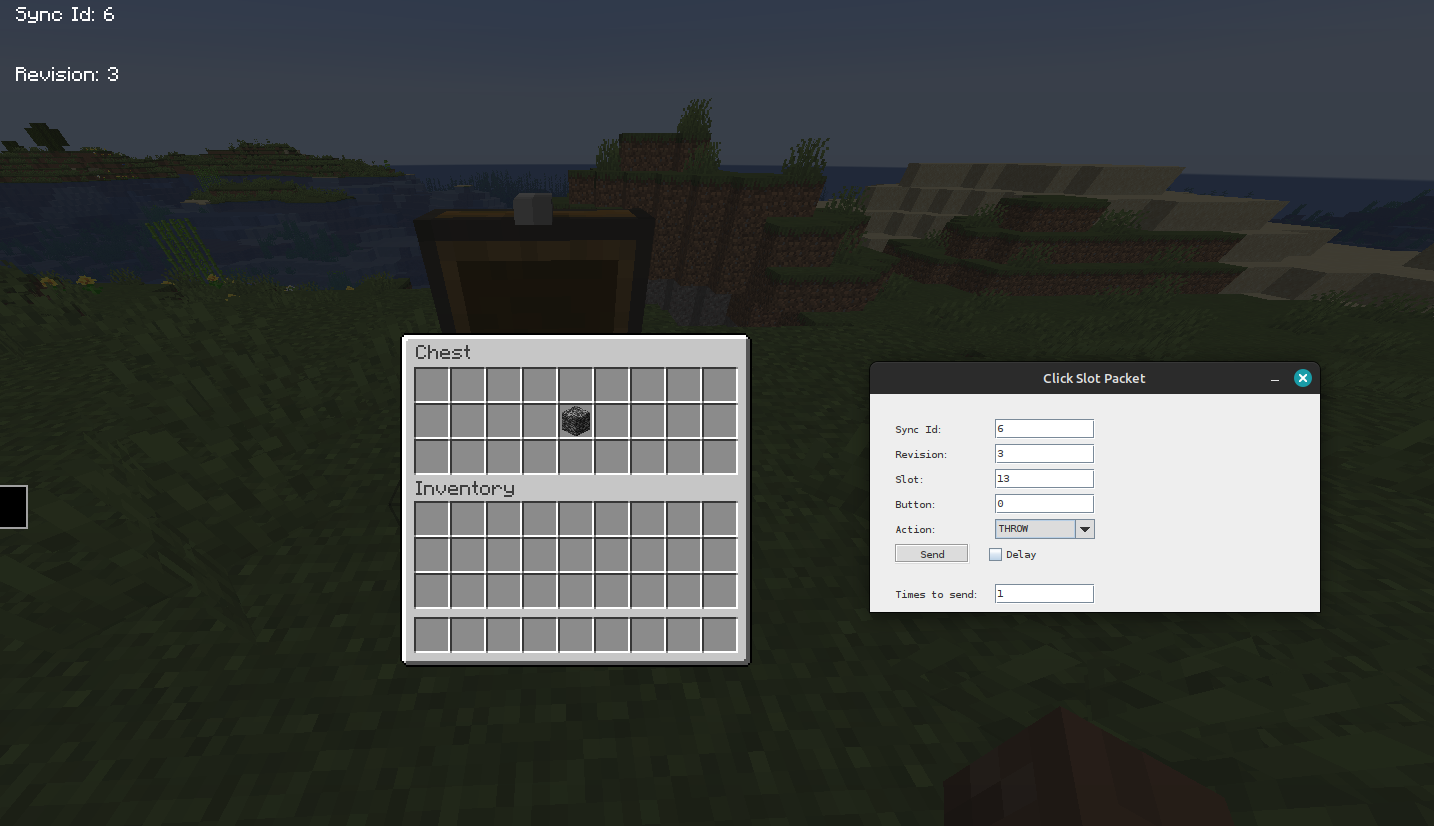 Sync Id: 6
Revision: 3
Chest
Inventory
Click Slot Packet
Sync Id: 6
Revision: 3
Slot: 13
Button: 0
Action: THROW
Send Delay
Times to send: 1